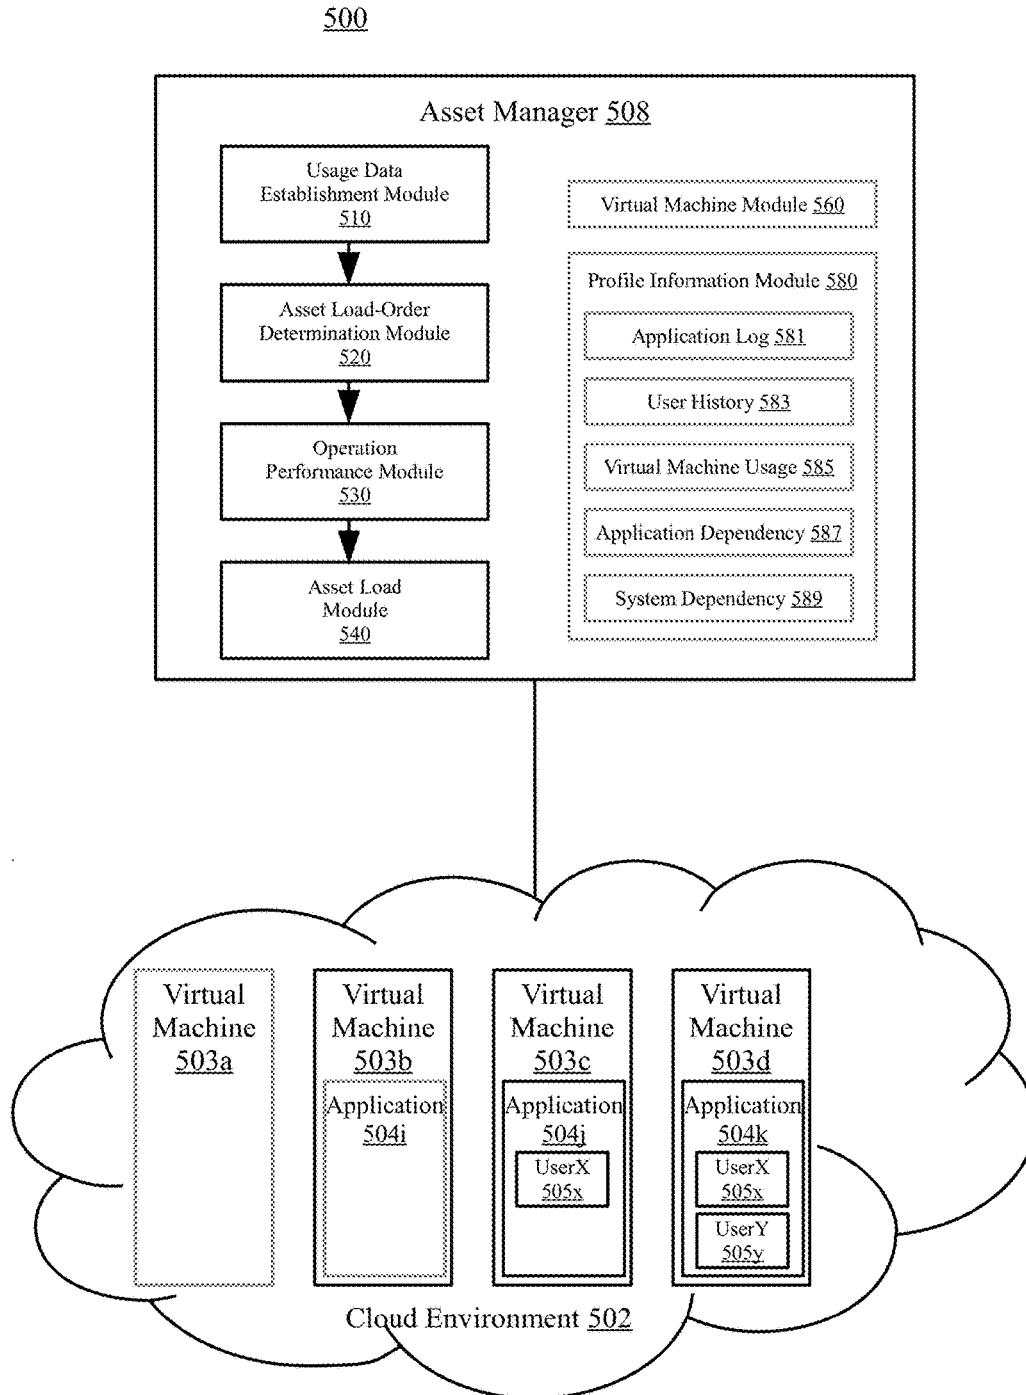 500
Asset Manager 508
Usage Data
Establishment Module
510
Asset Load-Order
Determination Module
520
Operation
Performance Module
530
Asset Load
Module
540
Virtual Machine Module 560
Profile Information Module 580
Application Log 581
User History 583
Virtual Machine Usage 585
Application Dependency 587
System Dependency 589
Virtual
Machine
503a
Virtual
Machine
503b
Application
504i
Virtual
Machine
503c
Application
504j
UserX
505x
Virtual
Machine
503d
Application
504k
UserX
505x
UserY
505y
Cloud Environment 502